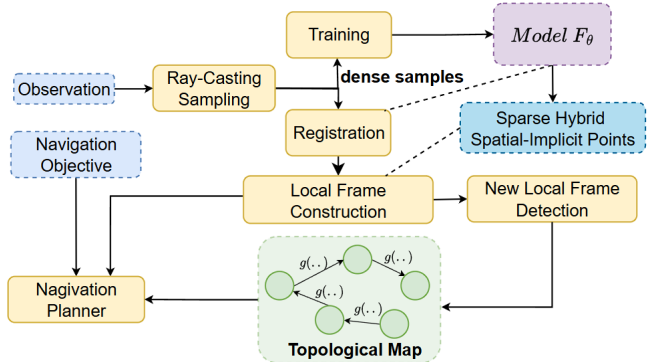 Training
Model F_θ
Observation
Ray-Casting
Sampling
dense samples
Registration
Sparse Hybrid
Spatial-Implicit Points
Navigation
Objective
Local Frame
Construction
New Local Frame
Detection
g(..)
g(..)
g(..)
g(..)
Nagivation
Planner
Topological Map